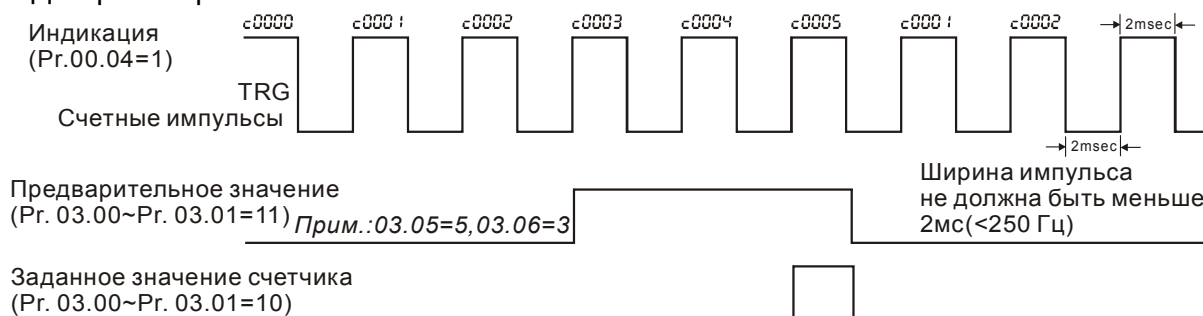 Индикация c0000 c0001 c0002 c0003 c0004 c0005 c0001 c0002 2msec
(Pr.00.04=1)
TRG
Счетные импульсы
2msec
Ширина импульса
не должна быть меньше
2мс(<250 Гц)
Предварительное значение
(Pr. 03.00~Pr. 03.01=11) Прим.:03.05=5,03.06=3
Заданное значение счетчика
(Pr. 03.00~Pr. 03.01=10)